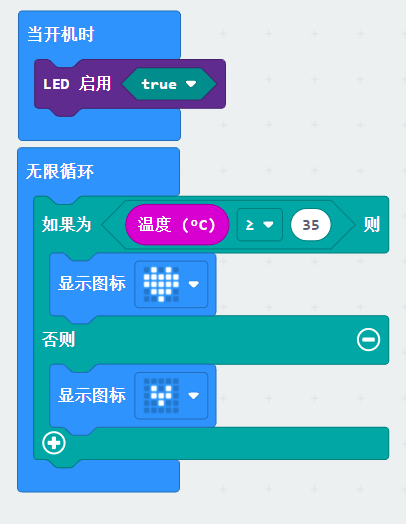 当开机时
LED 启用 true
无限循环
如果为 温度 (°C) ≥ 35 则
显示图标
否则
显示图标